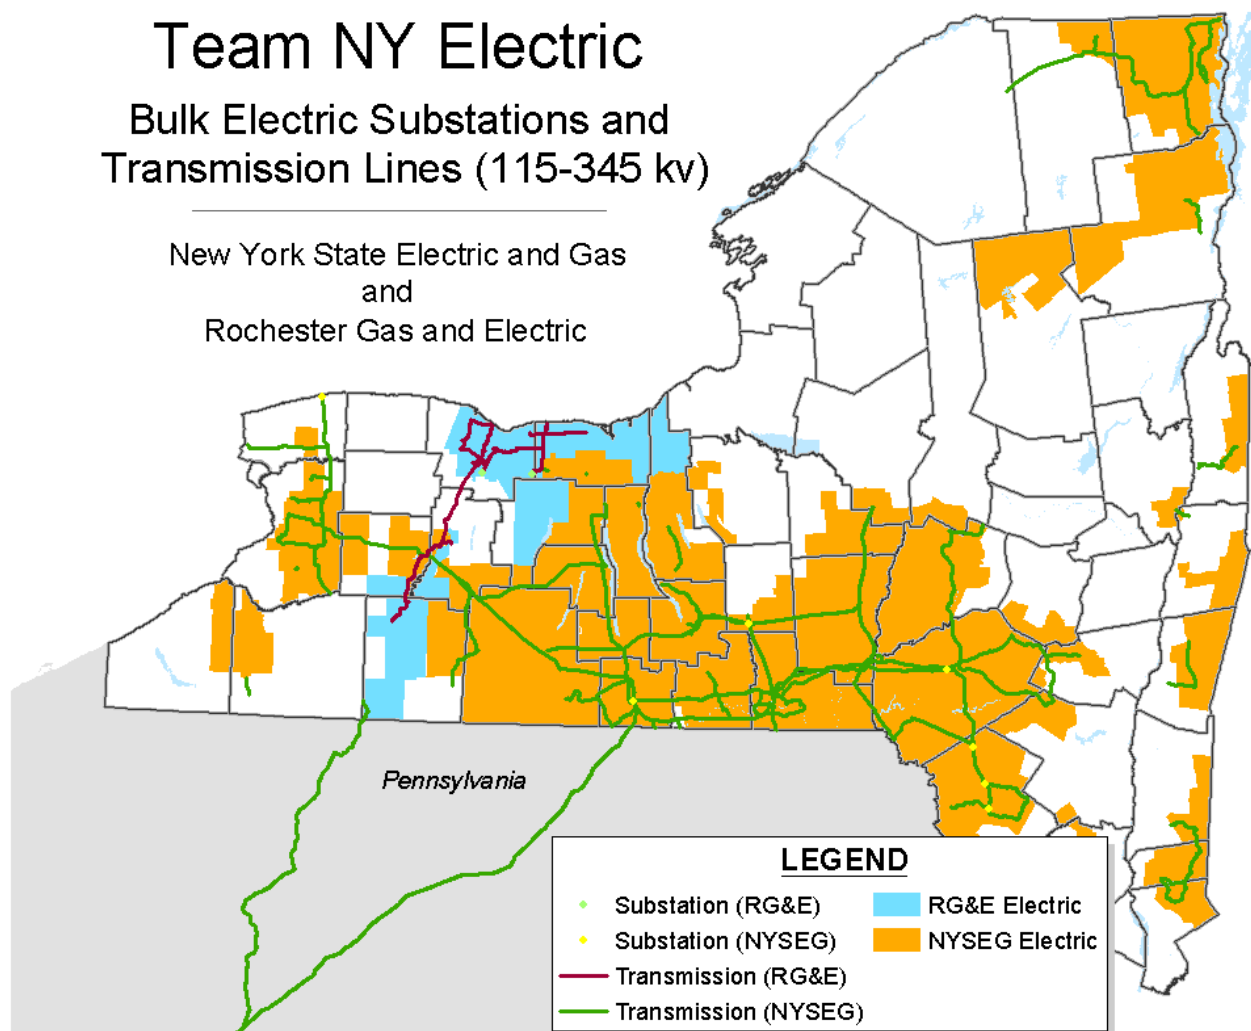 Team NY Electric
Bulk Electric Substations and
Transmission Lines (115-345 kv)
New York State Electric and Gas
and
Rochester Gas and Electric
Pennsylvania
LEGEND
Substation (RG&E)
Substation (NYSEG)
Transmission (RG&E)
Transmission (NYSEG)
RG&E Electric
NYSEG Electric